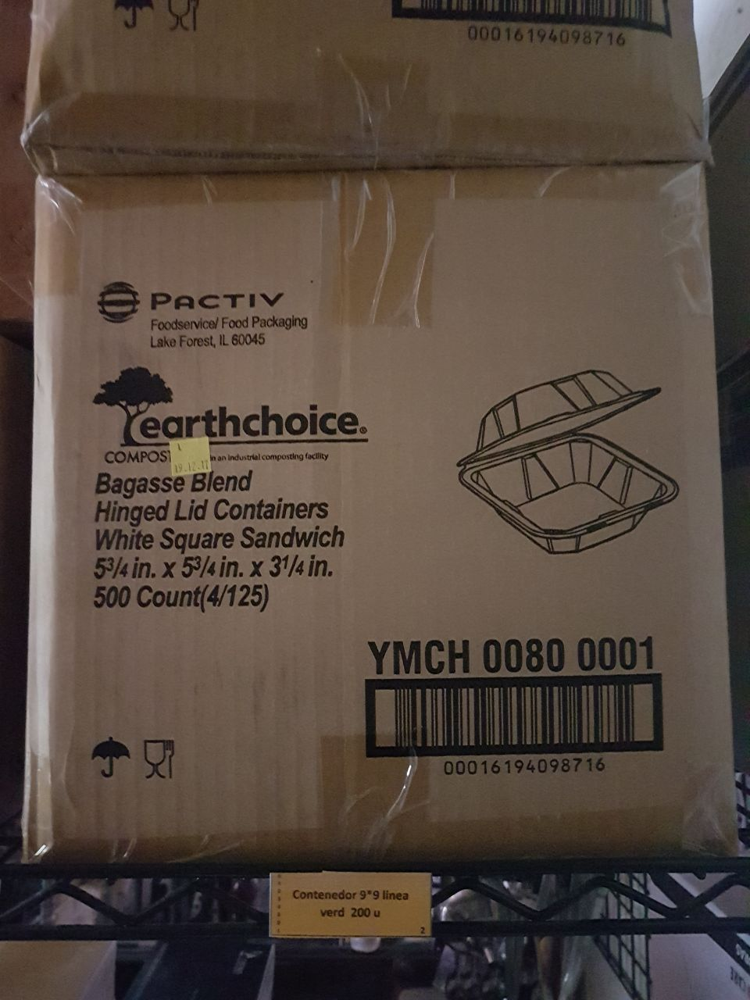 00016194098716
PACTIV
Foodservice/ Food Packaging
Lake Forest, IL 60045
earthchoice®
COMPOST in an industrial composting facility
19.12.17
Bagasse Blend
Hinged Lid Containers
White Square Sandwich
5¾ in. x 5¾ in. x 3¼ in.
500 Count(4/125)
YMCH 0080 0001
00016194098716
Contenedor 9*9 linea
verd 200 u
2